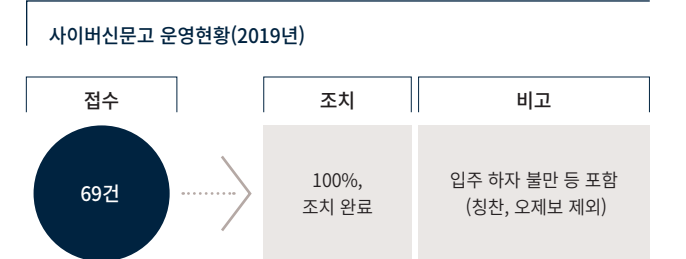 사이버신문고 운영현황(2019년)
접수
조치
비고
69건
100%,
조치 완료
입주 하자 불만 등 포함
(칭찬, 오제보 제외)